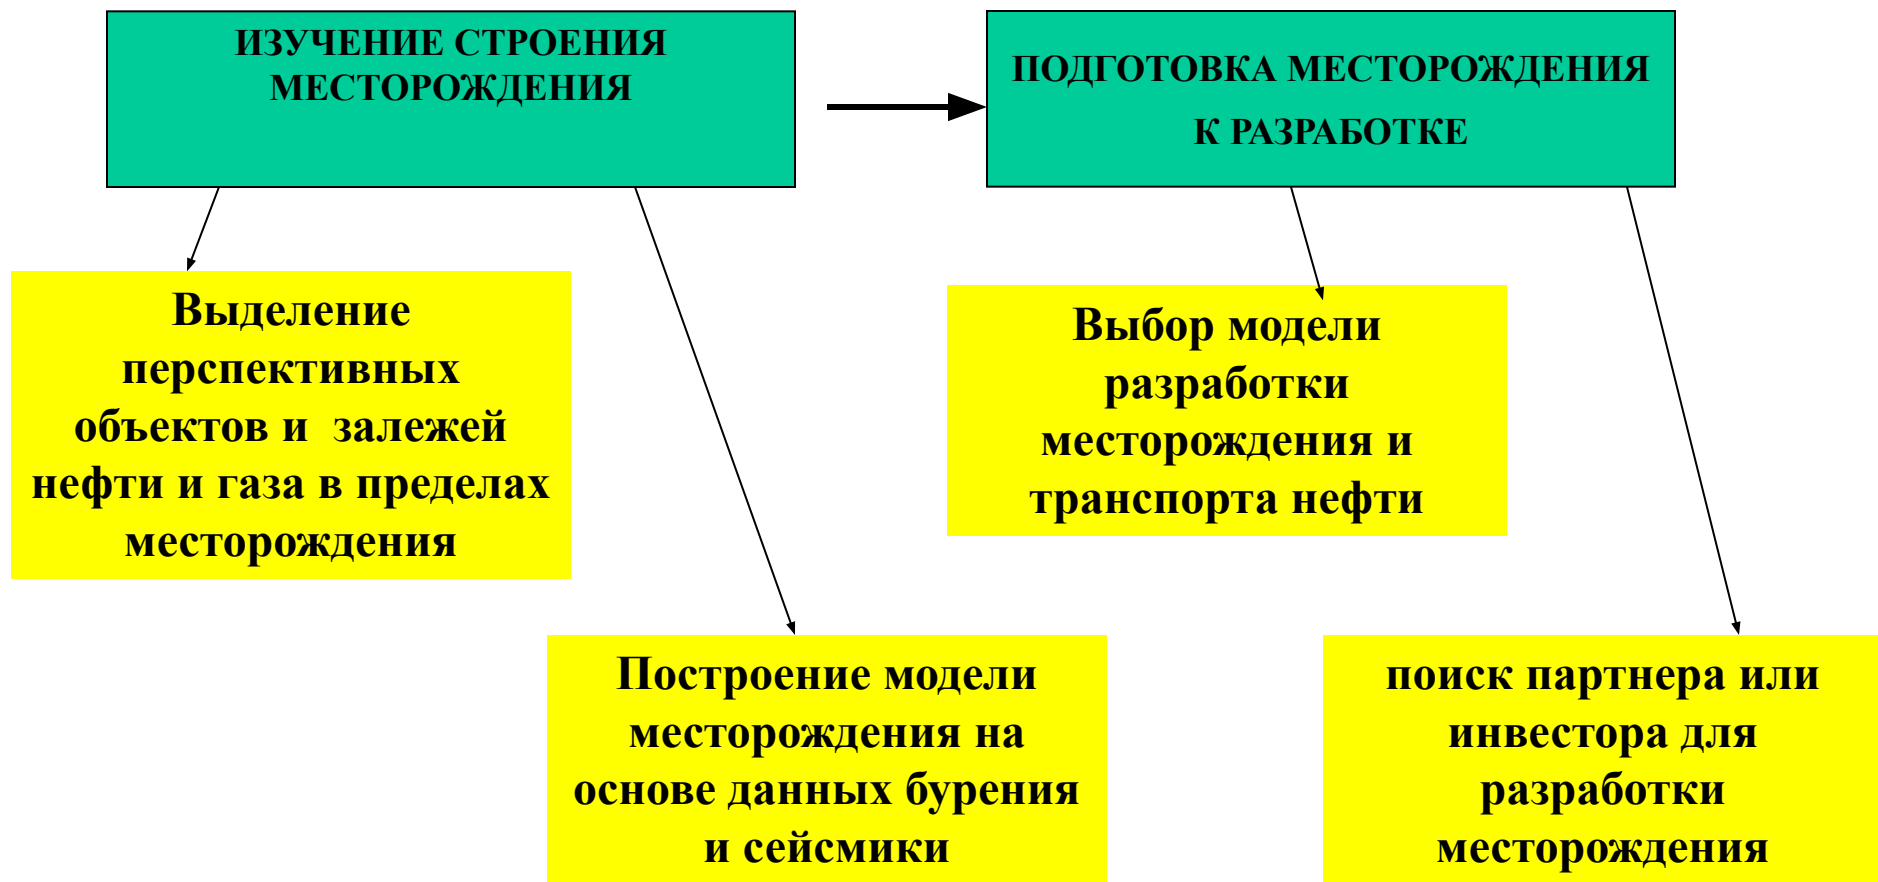 ИЗУЧЕНИЕ СТРОЕНИЯ
МЕСТОРОЖДЕНИЯ
ПОДГОТОВКА МЕСТОРОЖДЕНИЯ
К РАЗРАБОТКЕ
Выделение
перспективных
объектов и залежей
нефти и газа в пределах
месторождения
Выбор модели
разработки
месторождения и
транспорта нефти
Построение модели
месторождения на
основе данных бурения
и сейсмики
поиск партнера или
инвестора для
разработки
месторождения